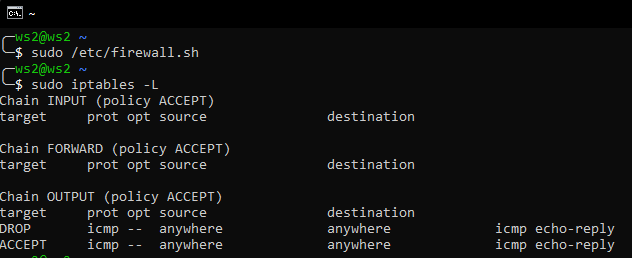 ~
ws2@ws2 ~
$ sudo /etc/firewall.sh
ws2@ws2 ~
$ sudo iptables -L
Chain INPUT (policy ACCEPT)
target     prot opt source               destination
Chain FORWARD (policy ACCEPT)
target     prot opt source               destination
Chain OUTPUT (policy ACCEPT)
target     prot opt source               destination
DROP       icmp --  anywhere             anywhere             icmp echo-reply
ACCEPT     icmp --  anywhere             anywhere             icmp echo-reply
ws2@ws2 ~